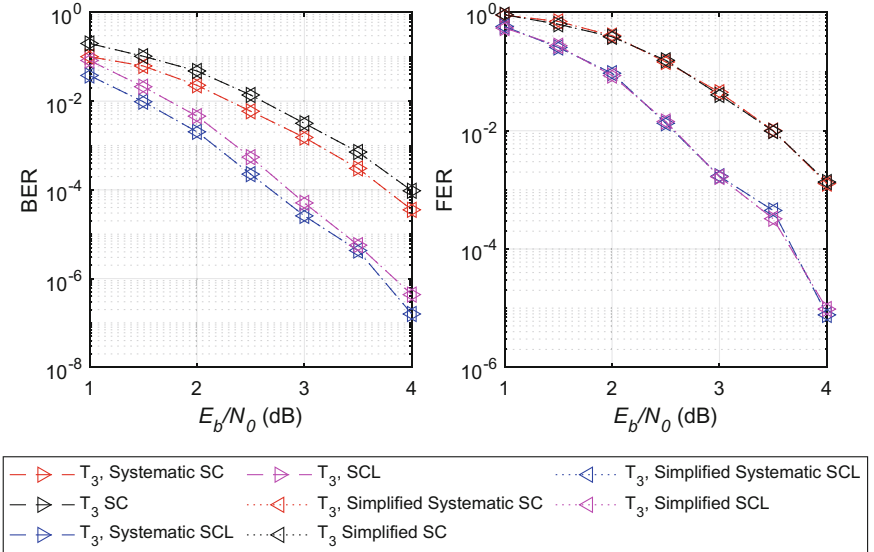 10^0
10^-2
10^-4
10^-6
10^-8
BER
1
2
3
4
E_b/N_0 (dB)
10^0
10^-2
10^-4
10^-6
FER
1
2
3
4
E_b/N_0 (dB)
T_3, Systematic SC
T_3 SC
T_3, Systematic SCL
T_3, SCL
T_3, Simplified Systematic SC
T_3 Simplified SC
T_3, Simplified Systematic SCL
T_3, Simplified SCL